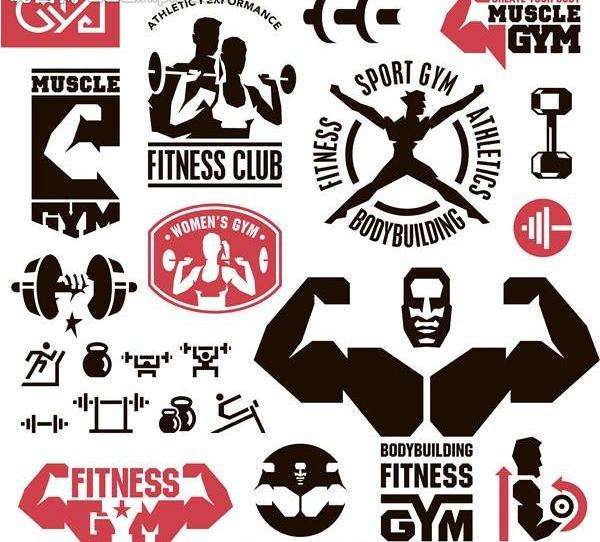 GYM
ATHLETIC PERFORMANCE
CREATE YOUR BODY
MUSCLE
GYM
MUSCLE
GYM
FITNESS CLUB
SPORT GYM
FITNESS
ATHLETICS
BODYBUILDING
WOMEN'S GYM
FITNESS
GYM
BODYBUILDING
FITNESS
GYM